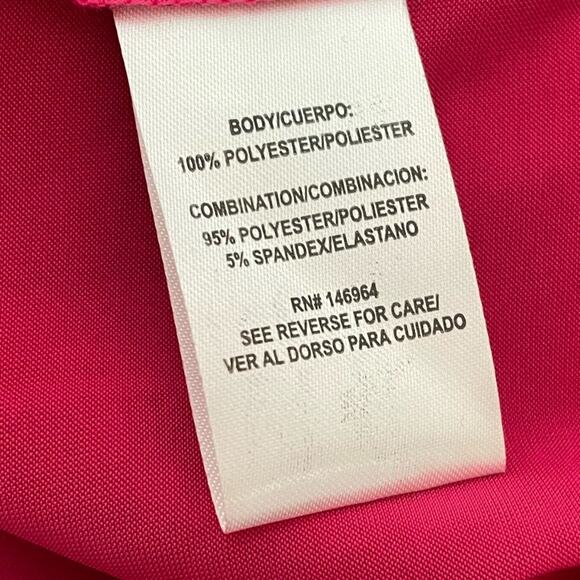 BODY/CUERPO:
100% POLYESTER/POLIESTER
COMBINATION/COMBINACION:
95% POLYESTER/POLIESTER
5% SPANDEX/ELASTANO
RN# 146964
SEE REVERSE FOR CARE/
VER AL DORSO PARA CUIDADO